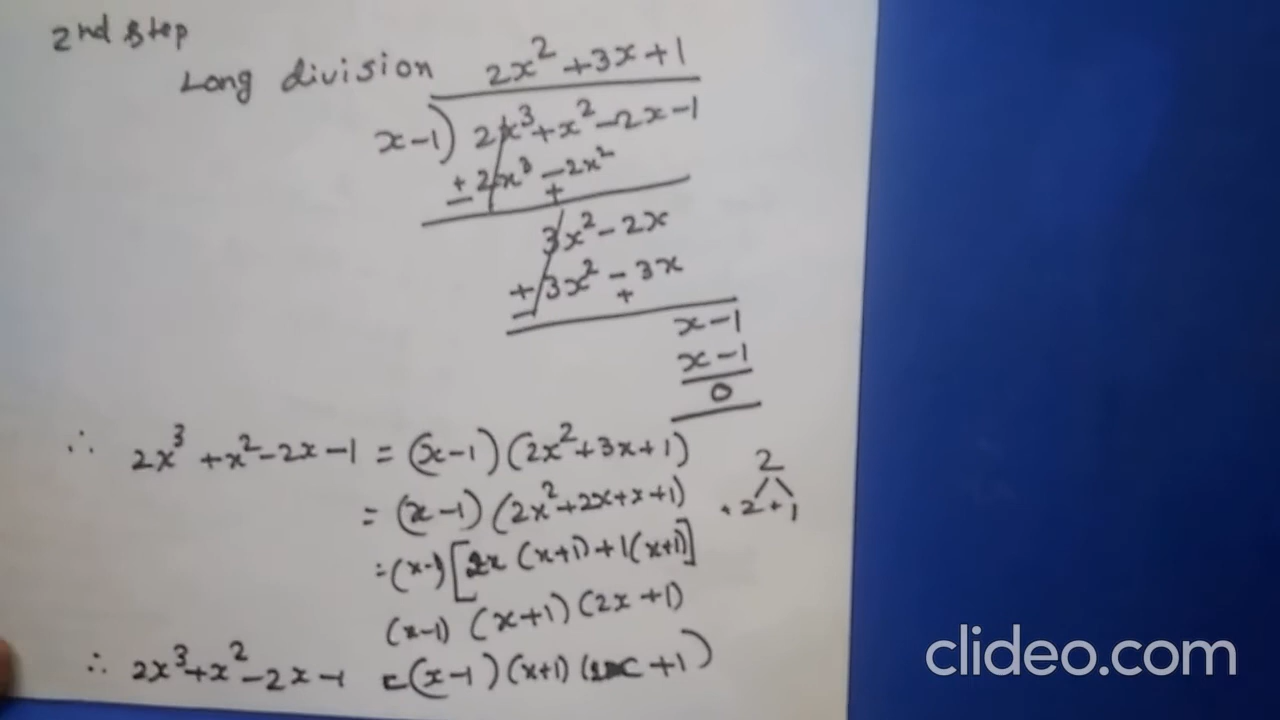 2nd step
Long division 2x² + 3x + 1
x-1) 2x³ + x² - 2x - 1
+ 2x³ - 2x²
- +
3x² - 2x
+ 3x² - 3x
- +
x - 1
x - 1
0
∴ 2x³ + x² - 2x - 1 = (x-1) (2x² + 3x + 1)
2
= (x-1) (2x² + 2x + x + 1)
+2 +1
= (x-1) [2x (x+1) + 1(x+1)]
(x-1) (x+1) (2x+1)
∴ 2x³ + x² - 2x - 1 = (x-1) (x+1) (2x+1)
clideo.com